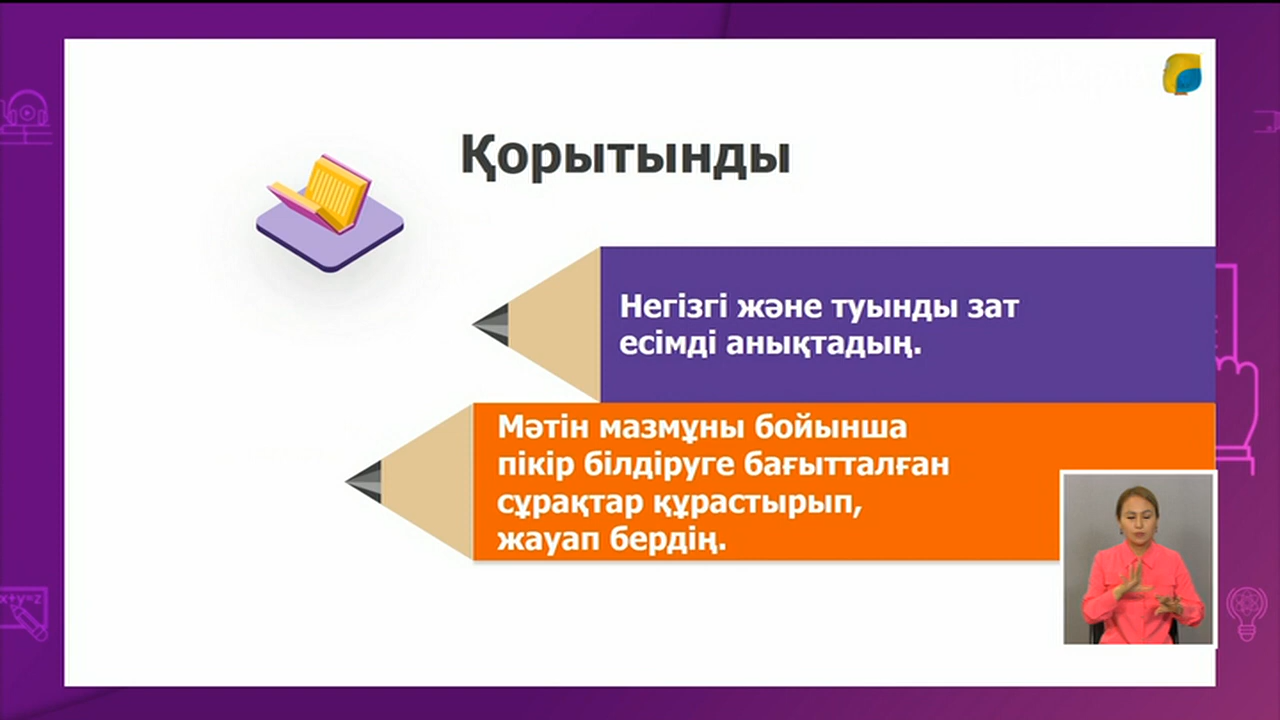 Қорытынды
Негізгі және туынды зат
есімді анықтадың.
Мәтін мазмұны бойынша
пікір білдіруге бағытталған
сұрақтар құрастырып,
жауап бердің.
x+y=z